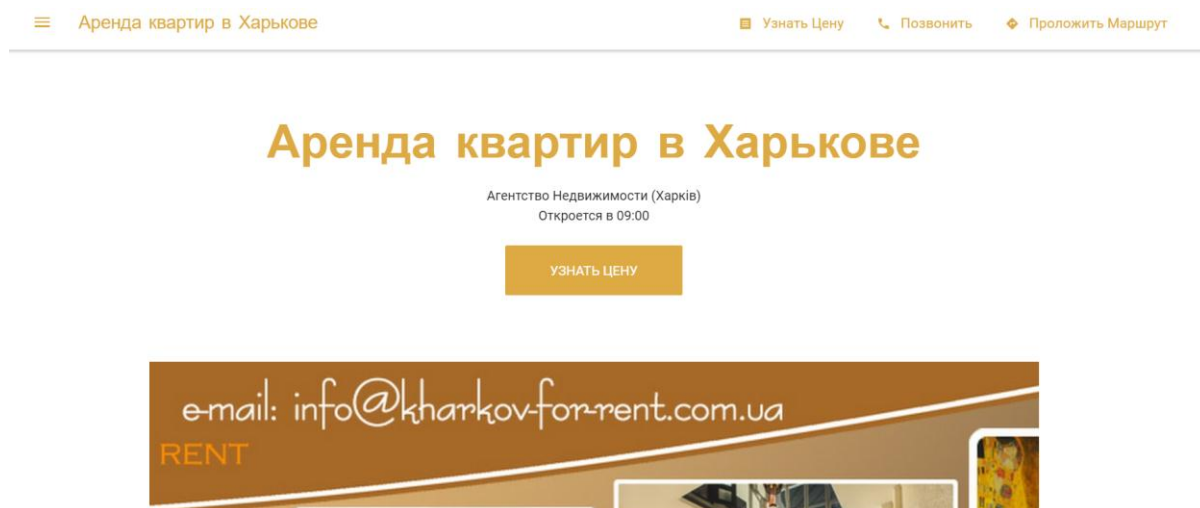 Аренда квартир в Харькове
Узнать Цену
Позвонить
Проложить Маршрут
Аренда квартир в Харькове
Агентство Недвижимости (Харків)
Откроется в 09:00
УЗНАТЬ ЦЕНУ
e-mail: info@kharkov-for-rent.com.ua
RENT